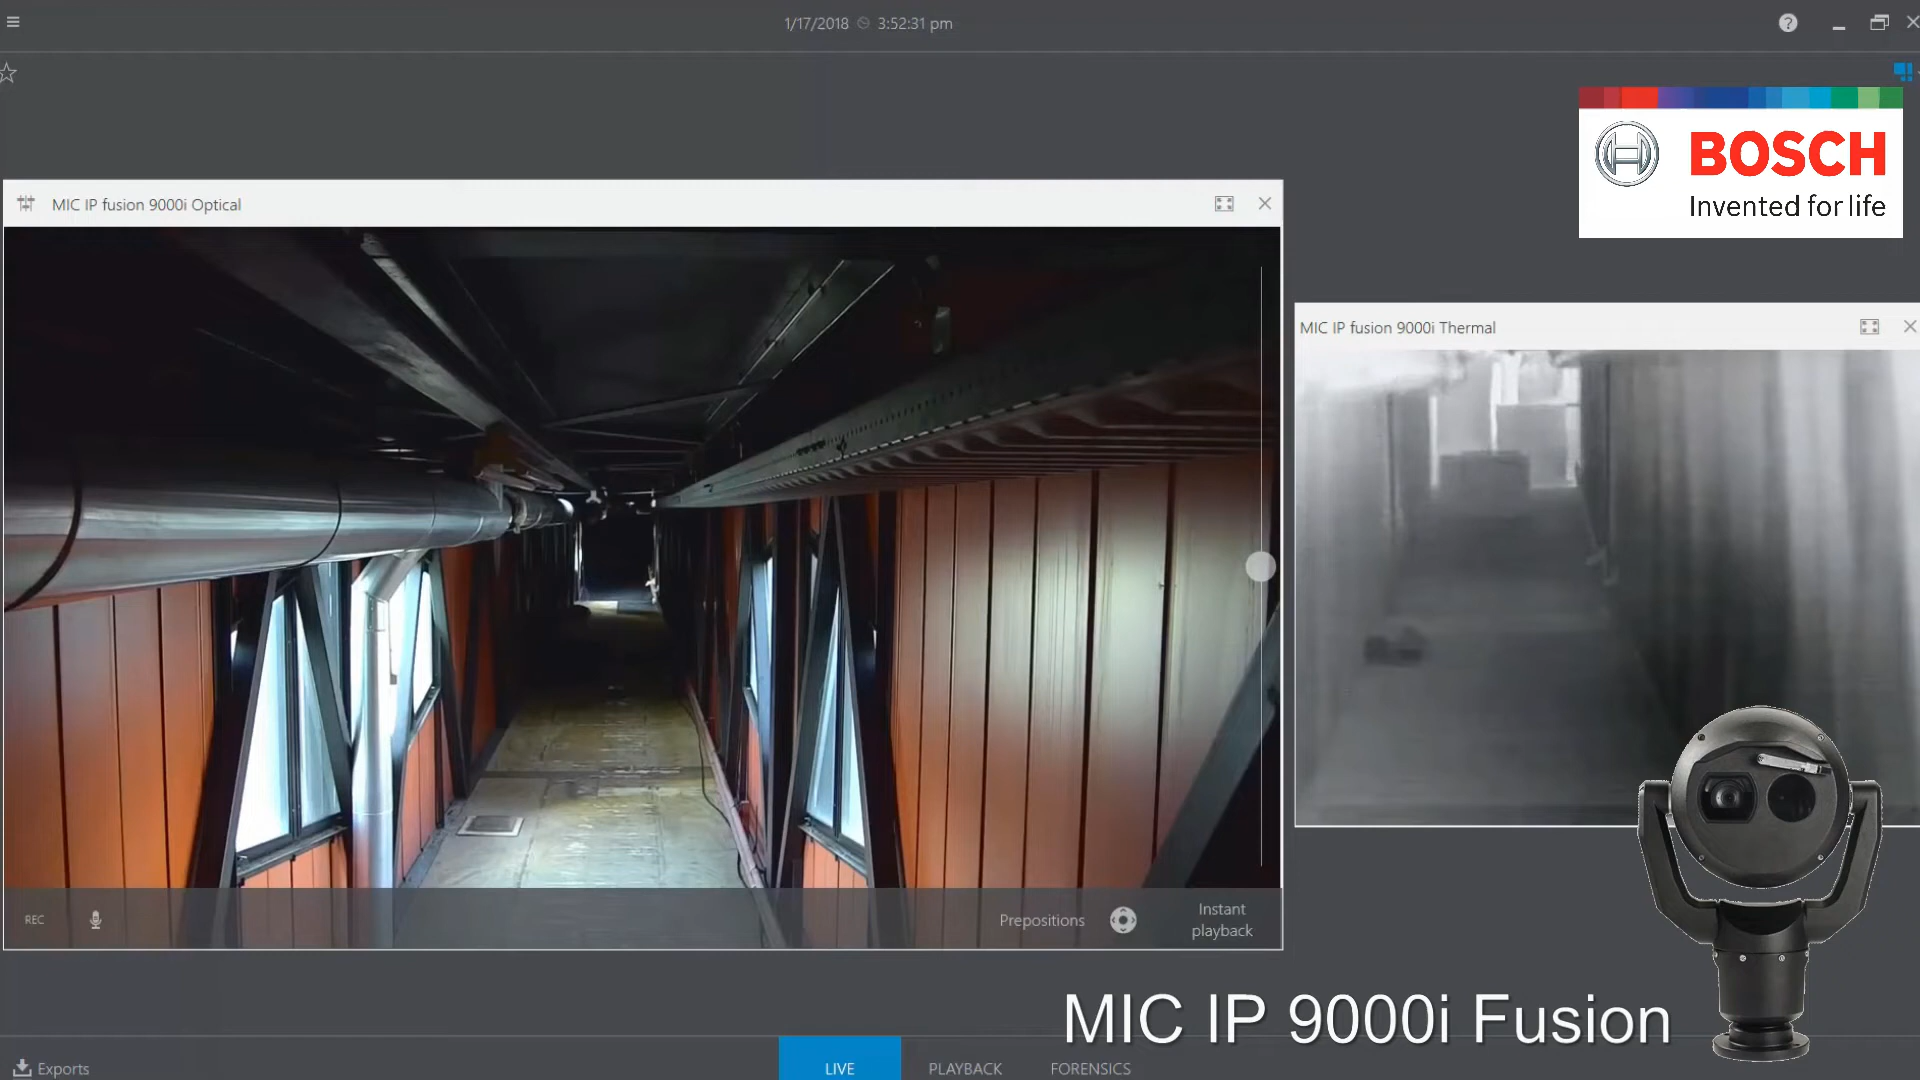 1/17/2018 3:52:31 pm
BOSCH
Invented for life
MIC IP fusion 9000i Optical
MIC IP fusion 9000i Thermal
REC
Prepositions
Instant
playback
MIC IP 9000i Fusion
Exports
LIVE
PLAYBACK
FORENSICS